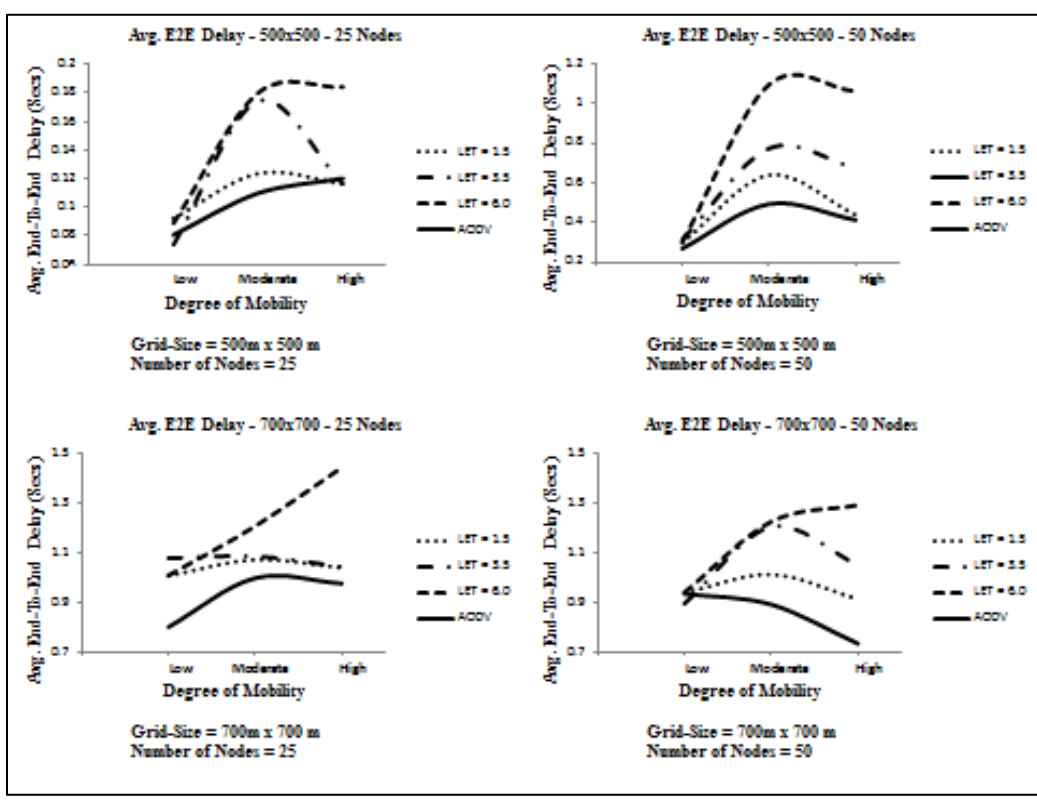 Avg. E2E Delay - 500x500 - 25 Nodes
Avg. End-To-End Delay (Secs)
0.2
0.18
0.16
0.14
0.12
0.1
0.08
0.06
Low Moderate High
Degree of Mobility
LET = 1.5
LET = 3.5
LET = 6.0
AODV
Grid-Size = 500m x 500 m
Number of Nodes = 25
Avg. E2E Delay - 500x500 - 50 Nodes
Avg. End-To-End Delay (Secs)
1.2
1
0.8
0.6
0.4
0.2
Low Moderate High
Degree of Mobility
LET = 1.5
LET = 3.5
LET = 6.0
AODV
Grid-Size = 500m x 500 m
Number of Nodes = 50
Avg. E2E Delay - 700x700 - 25 Nodes
Avg. End-To-End Delay (Secs)
1.5
1.3
1.1
0.9
0.7
Low Moderate High
Degree of Mobility
LET = 1.5
LET = 3.5
LET = 6.0
AODV
Grid-Size = 700m x 700 m
Number of Nodes = 25
Avg. E2E Delay - 700x700 - 50 Nodes
Avg. End-To-End Delay (Secs)
1.5
1.3
1.1
0.9
0.7
Low Moderate High
Degree of Mobility
LET = 1.5
LET = 3.5
LET = 6.0
AODV
Grid-Size = 700m x 700 m
Number of Nodes = 50